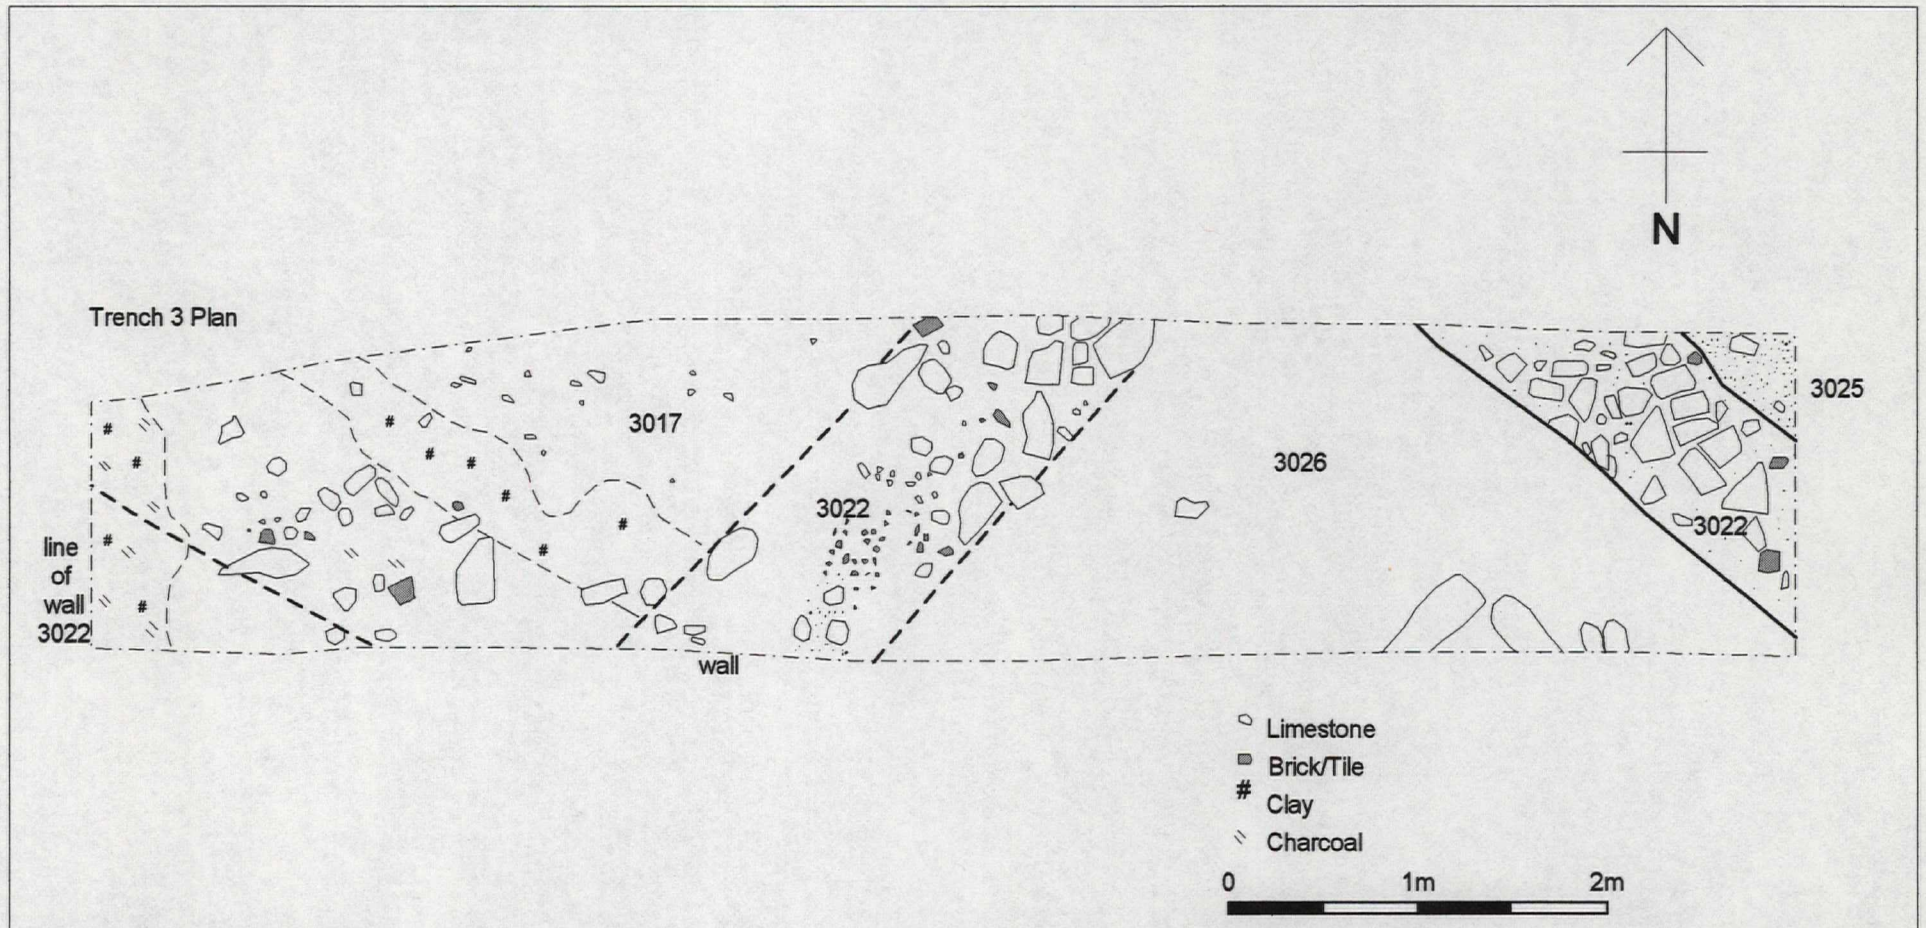 N
Trench 3 Plan
3017
3025
3026
3022
3022
line
of
wall
3022
wall
Limestone
Brick/Tile
# Clay
Charcoal
0 1m 2m